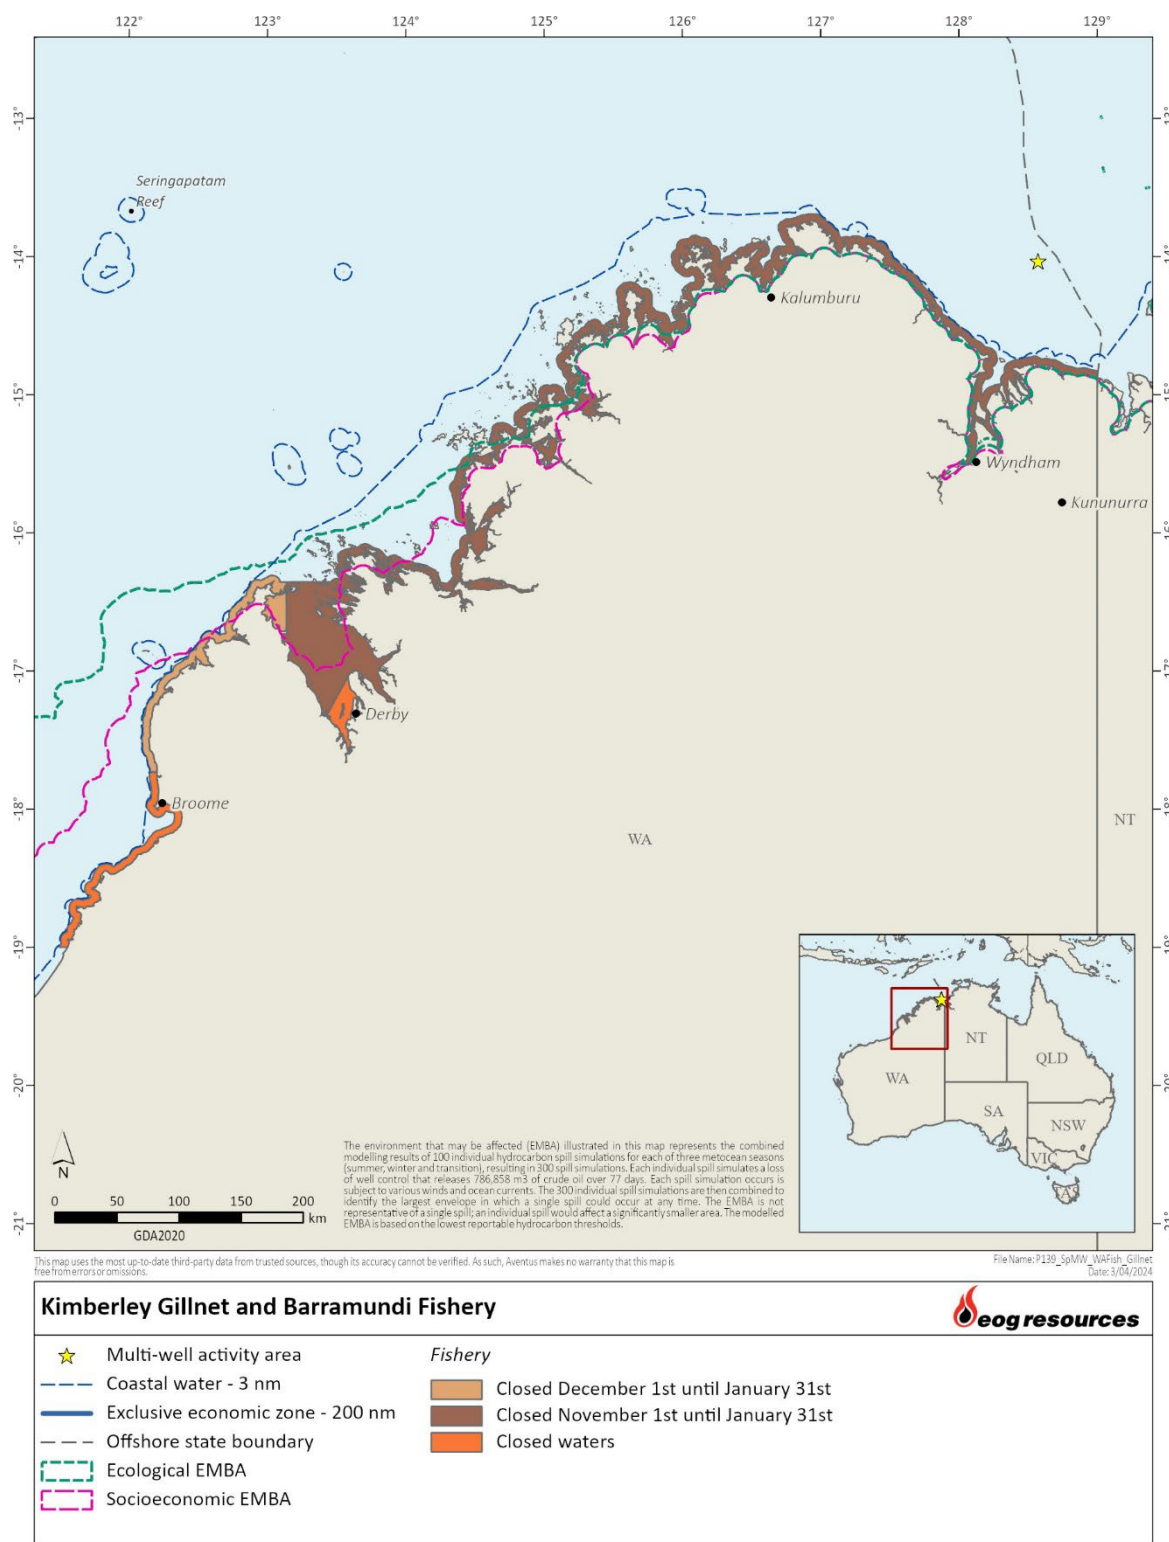 122° 123° 124° 125° 126° 127° 128° 129°
-13° -13°
Seringapatam
Reef
-14° -14°
Kalumburu
-15° -15°
Wyndham
Kununurra
-16° -16°
-17° -17°
Derby
Broome
-18° -18°
WA
NT
-19° -19°
NT
QLD
WA
SA
NSW
VIC
-20° -20°
The environment that may be affected (EMBA) illustrated in this map represents the combined
modelling results of 100 individual hydrocarbon spill simulations for each of three metocean seasons
(summer, winter and transition), resulting in 300 spill simulations. Each individual spill simulates a loss
of well control that releases 786,858 m3 of crude oil over 77 days. Each spill simulation occurs is
subject to various winds and ocean currents. The 300 individual spill simulations are then combined to
identify the largest envelope in which a single spill could occur at any time. The EMBA is not
representative of a single spill; an individual spill would affect a significantly smaller area. The modelled
EMBA is based on the lowest reportable hydrocarbon thresholds.
N
0 50 100 150 200
km
GDA2020
-21° -21°
This map uses the most up-to-date third-party data from trusted sources, though its accuracy cannot be verified. As such, Aventus makes no warranty that this map is
free from errors or omissions.
File Name: P139_SpMW_WAFish_Gillnet
Date: 3/04/2024
Kimberley Gillnet and Barramundi Fishery
eog resources
Multi-well activity area
Coastal water - 3 nm
Exclusive economic zone - 200 nm
Offshore state boundary
Ecological EMBA
Socioeconomic EMBA
Fishery
Closed December 1st until January 31st
Closed November 1st until January 31st
Closed waters